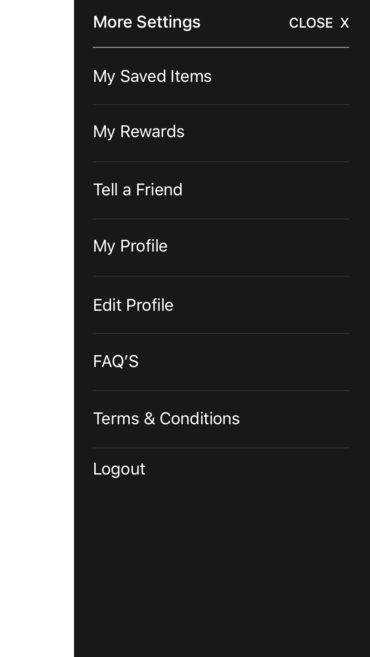 More Settings CLOSE X
My Saved Items
My Rewards
Tell a Friend
My Profile
Edit Profile
FAQ’S
Terms & Conditions
Logout